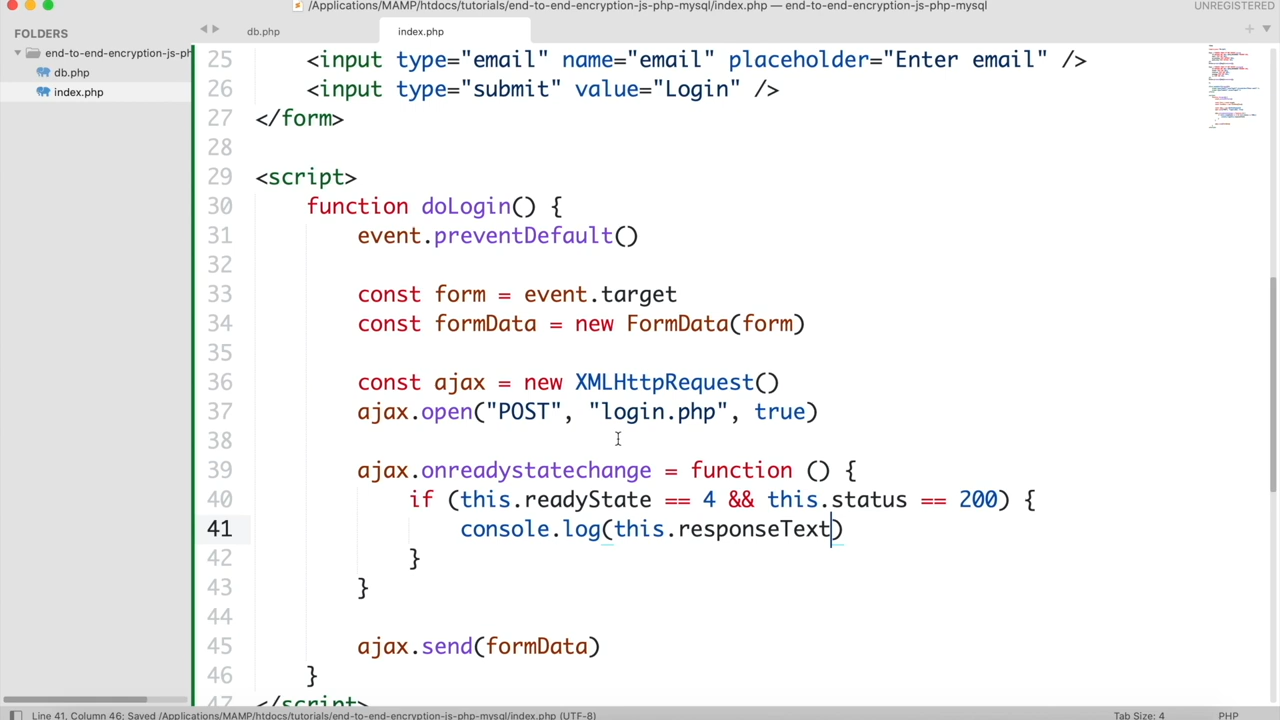 /Applications/MAMP/htdocs/tutorials/end-to-end-encryption-js-php-mysql/index.php — end-to-end-encryption-js-php-mysql
UNREGISTERED
FOLDERS
end-to-end-encryption-js-ph
db.php
index.php
db.php
index.php
25 <input type="email" name="email" placeholder="Enter email" />
26 <input type="submit" value="Login" />
27 </form>
28
29 <script>
30 function doLogin() {
31 event.preventDefault()
32
33 const form = event.target
34 const formData = new FormData(form)
35
36 const ajax = new XMLHttpRequest()
37 ajax.open("POST", "login.php", true)
38
39 ajax.onreadystatechange = function () {
40 if (this.readyState == 4 && this.status == 200) {
41 console.log(this.responseText)
42 }
43 }
44
45 ajax.send(formData)
46 }
47 </script>
Line 41, Column 46; Saved /Applications/MAMP/htdocs/tutorials/end-to-end-encryption-js-php-mysql/index.php (UTF-8)
Tab Size: 4
PHP